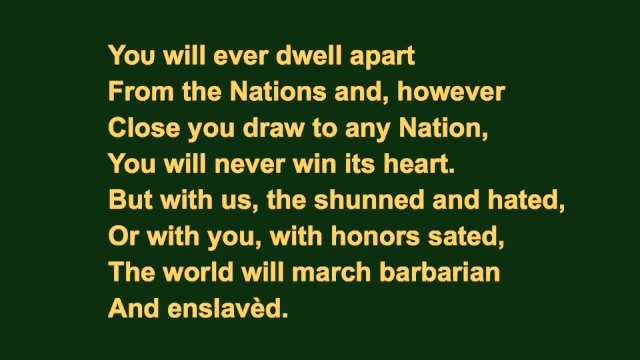 You will ever dwell apart
From the Nations and, however
Close you draw to any Nation,
You will never win its heart.
But with us, the shunned and hated,
Or with you, with honors sated,
The world will march barbarian
And enslavèd.